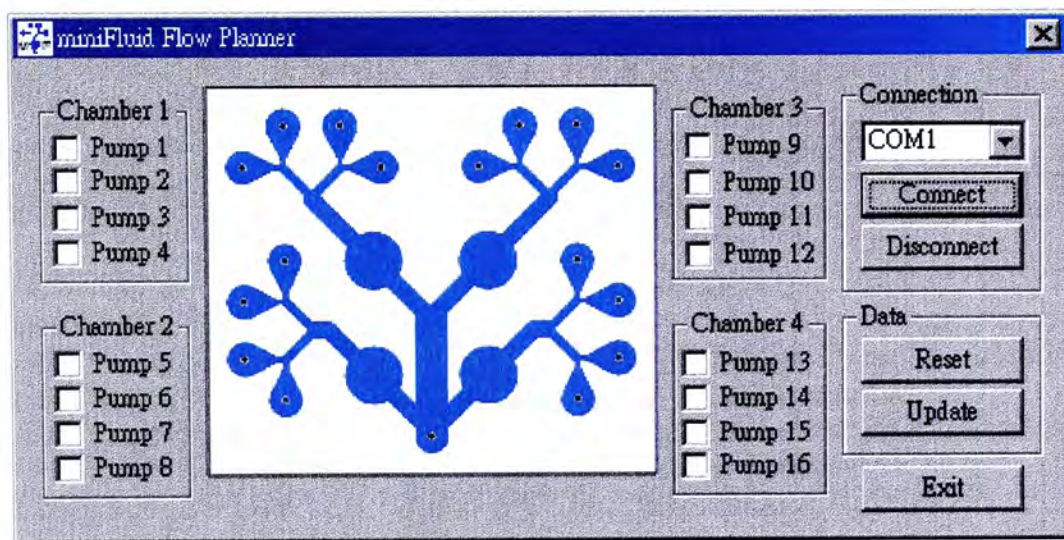 miniFluid Flow Planner
Chamber 1
Pump 1
Pump 2
Pump 3
Pump 4
Chamber 2
Pump 5
Pump 6
Pump 7
Pump 8
Chamber 3
Pump 9
Pump 10
Pump 11
Pump 12
Chamber 4
Pump 13
Pump 14
Pump 15
Pump 16
Connection
COM1
Connect
Disconnect
Data
Reset
Update
Exit